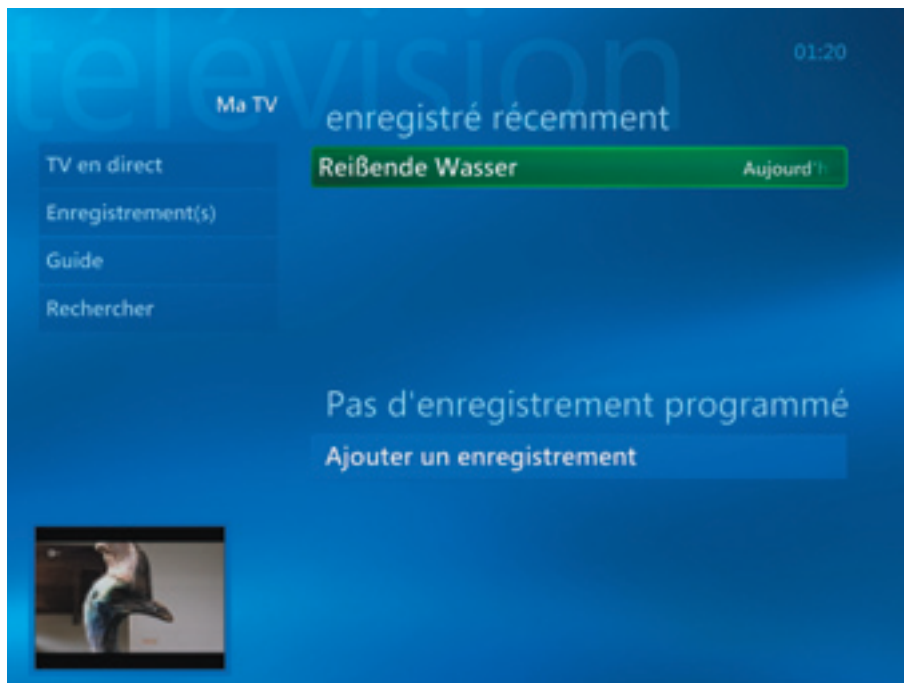 télévision
01:20
Ma TV
enregistré récemment
TV en direct
Reißende Wasser Aujourd'h
Enregistrement(s)
Guide
Rechercher
Pas d'enregistrement programmé
Ajouter un enregistrement